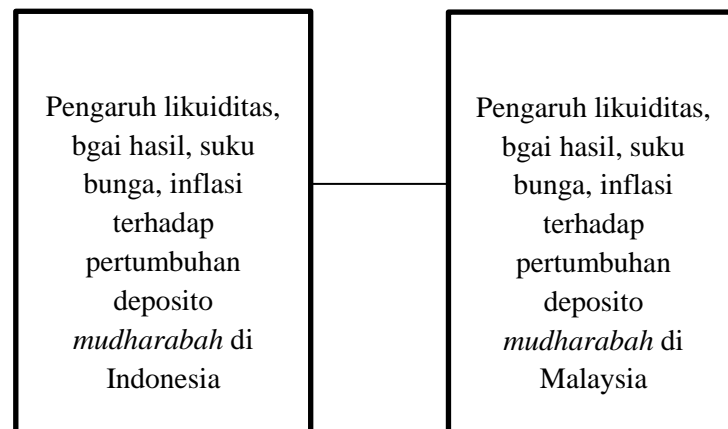 Pengaruh likuiditas,
bgai hasil, suku
bunga, inflasi
terhadap
pertumbuhan
deposito
mudharabah di
Indonesia
Pengaruh likuiditas,
bgai hasil, suku
bunga, inflasi
terhadap
pertumbuhan
deposito
mudharabah di
Malaysia